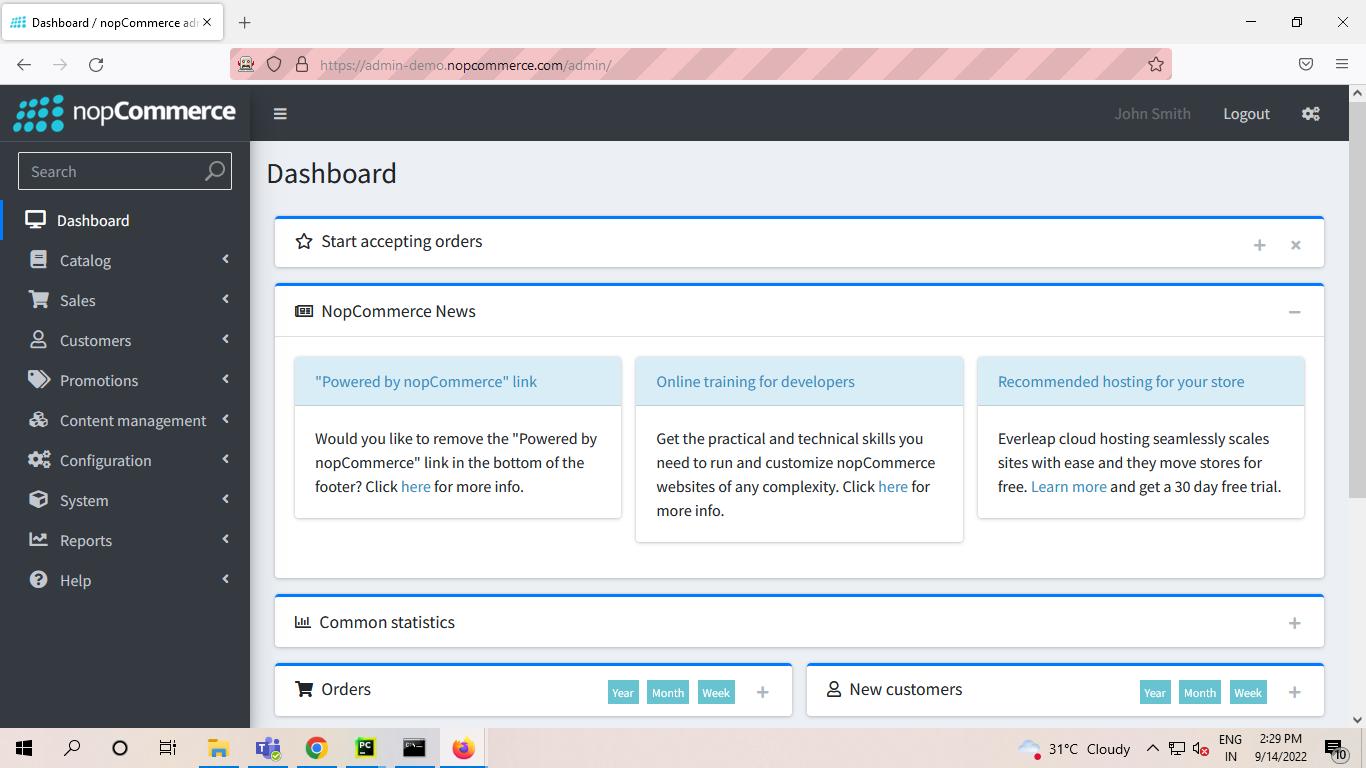 Dashboard / nopCommerce adr
https://admin-demo.nopcommerce.com/admin/
nopCommerce
John Smith
Logout
Search
Dashboard
Catalog
Sales
Customers
Promotions
Content management
Configuration
System
Reports
Help
Dashboard
Start accepting orders
NopCommerce News
"Powered by nopCommerce" link
Would you like to remove the "Powered by
nopCommerce" link in the bottom of the
footer? Click here for more info.
Online training for developers
Get the practical and technical skills you
need to run and customize nopCommerce
websites of any complexity. Click here for
more info.
Recommended hosting for your store
Everleap cloud hosting seamlessly scales
sites with ease and they move stores for
free. Learn more and get a 30 day free trial.
Common statistics
Orders
Year Month Week
New customers
Year Month Week
PC
31°C Cloudy
ENG
IN
2:29 PM
9/14/2022
10